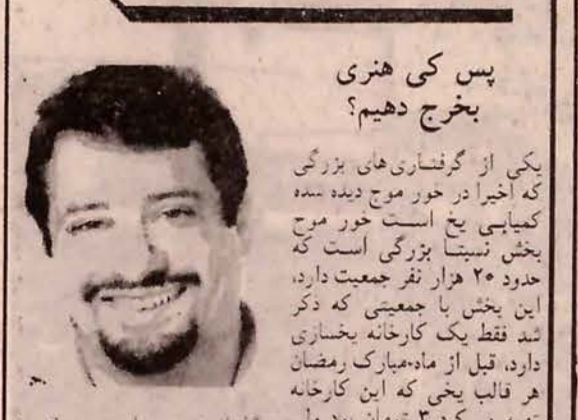 پس کی هنری
بخرج دهیم؟
یکی از گرفتاری‌های بزرگی
که اخیرا در خور موج دیده شده
کمیابی یخ است خور موج
بخش نسبتا بزرگی است که
حدود ۲۰ هزار نفر جمعیت دارد،
این بخش با جمعیتی که ذکر
شد فقط یک کارخانه یخسازی
دارد، قبل از ماه‌مبارک رمضان
هر قالب یخی که این کارخانه